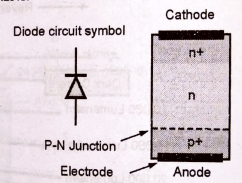 Cathode
Diode circuit symbol
n+
n
P-N Junction
p+
Electrode
Anode